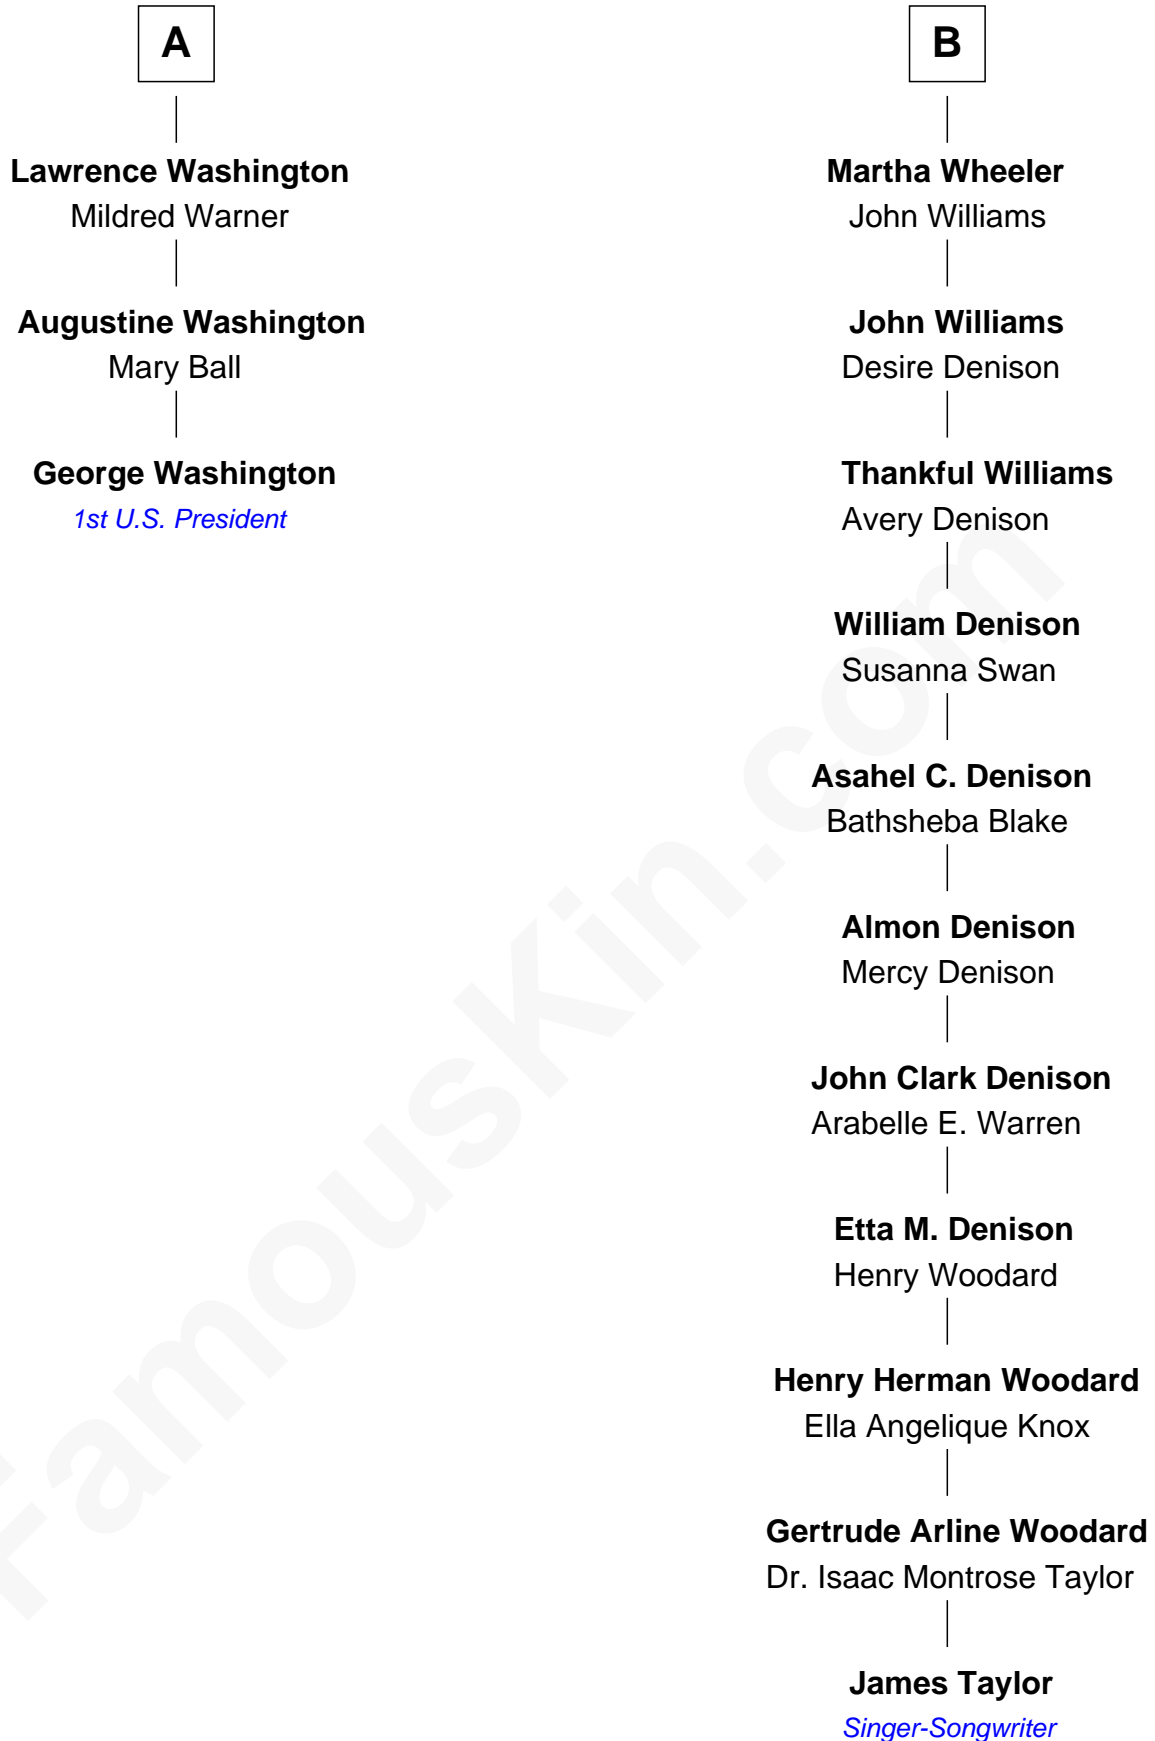 A
Lawrence Washington
Mildred Warner
Augustine Washington
Mary Ball
George Washington
1st U.S. President
B
Martha Wheeler
John Williams
John Williams
Desire Denison
Thankful Williams
Avery Denison
William Denison
Susanna Swan
Asahel C. Denison
Bathsheba Blake
Almon Denison
Mercy Denison
John Clark Denison
Arabelle E. Warren
Etta M. Denison
Henry Woodard
Henry Herman Woodard
Ella Angelique Knox
Gertrude Arline Woodard
Dr. Isaac Montrose Taylor
James Taylor
Singer-Songwriter
FamousKin.com